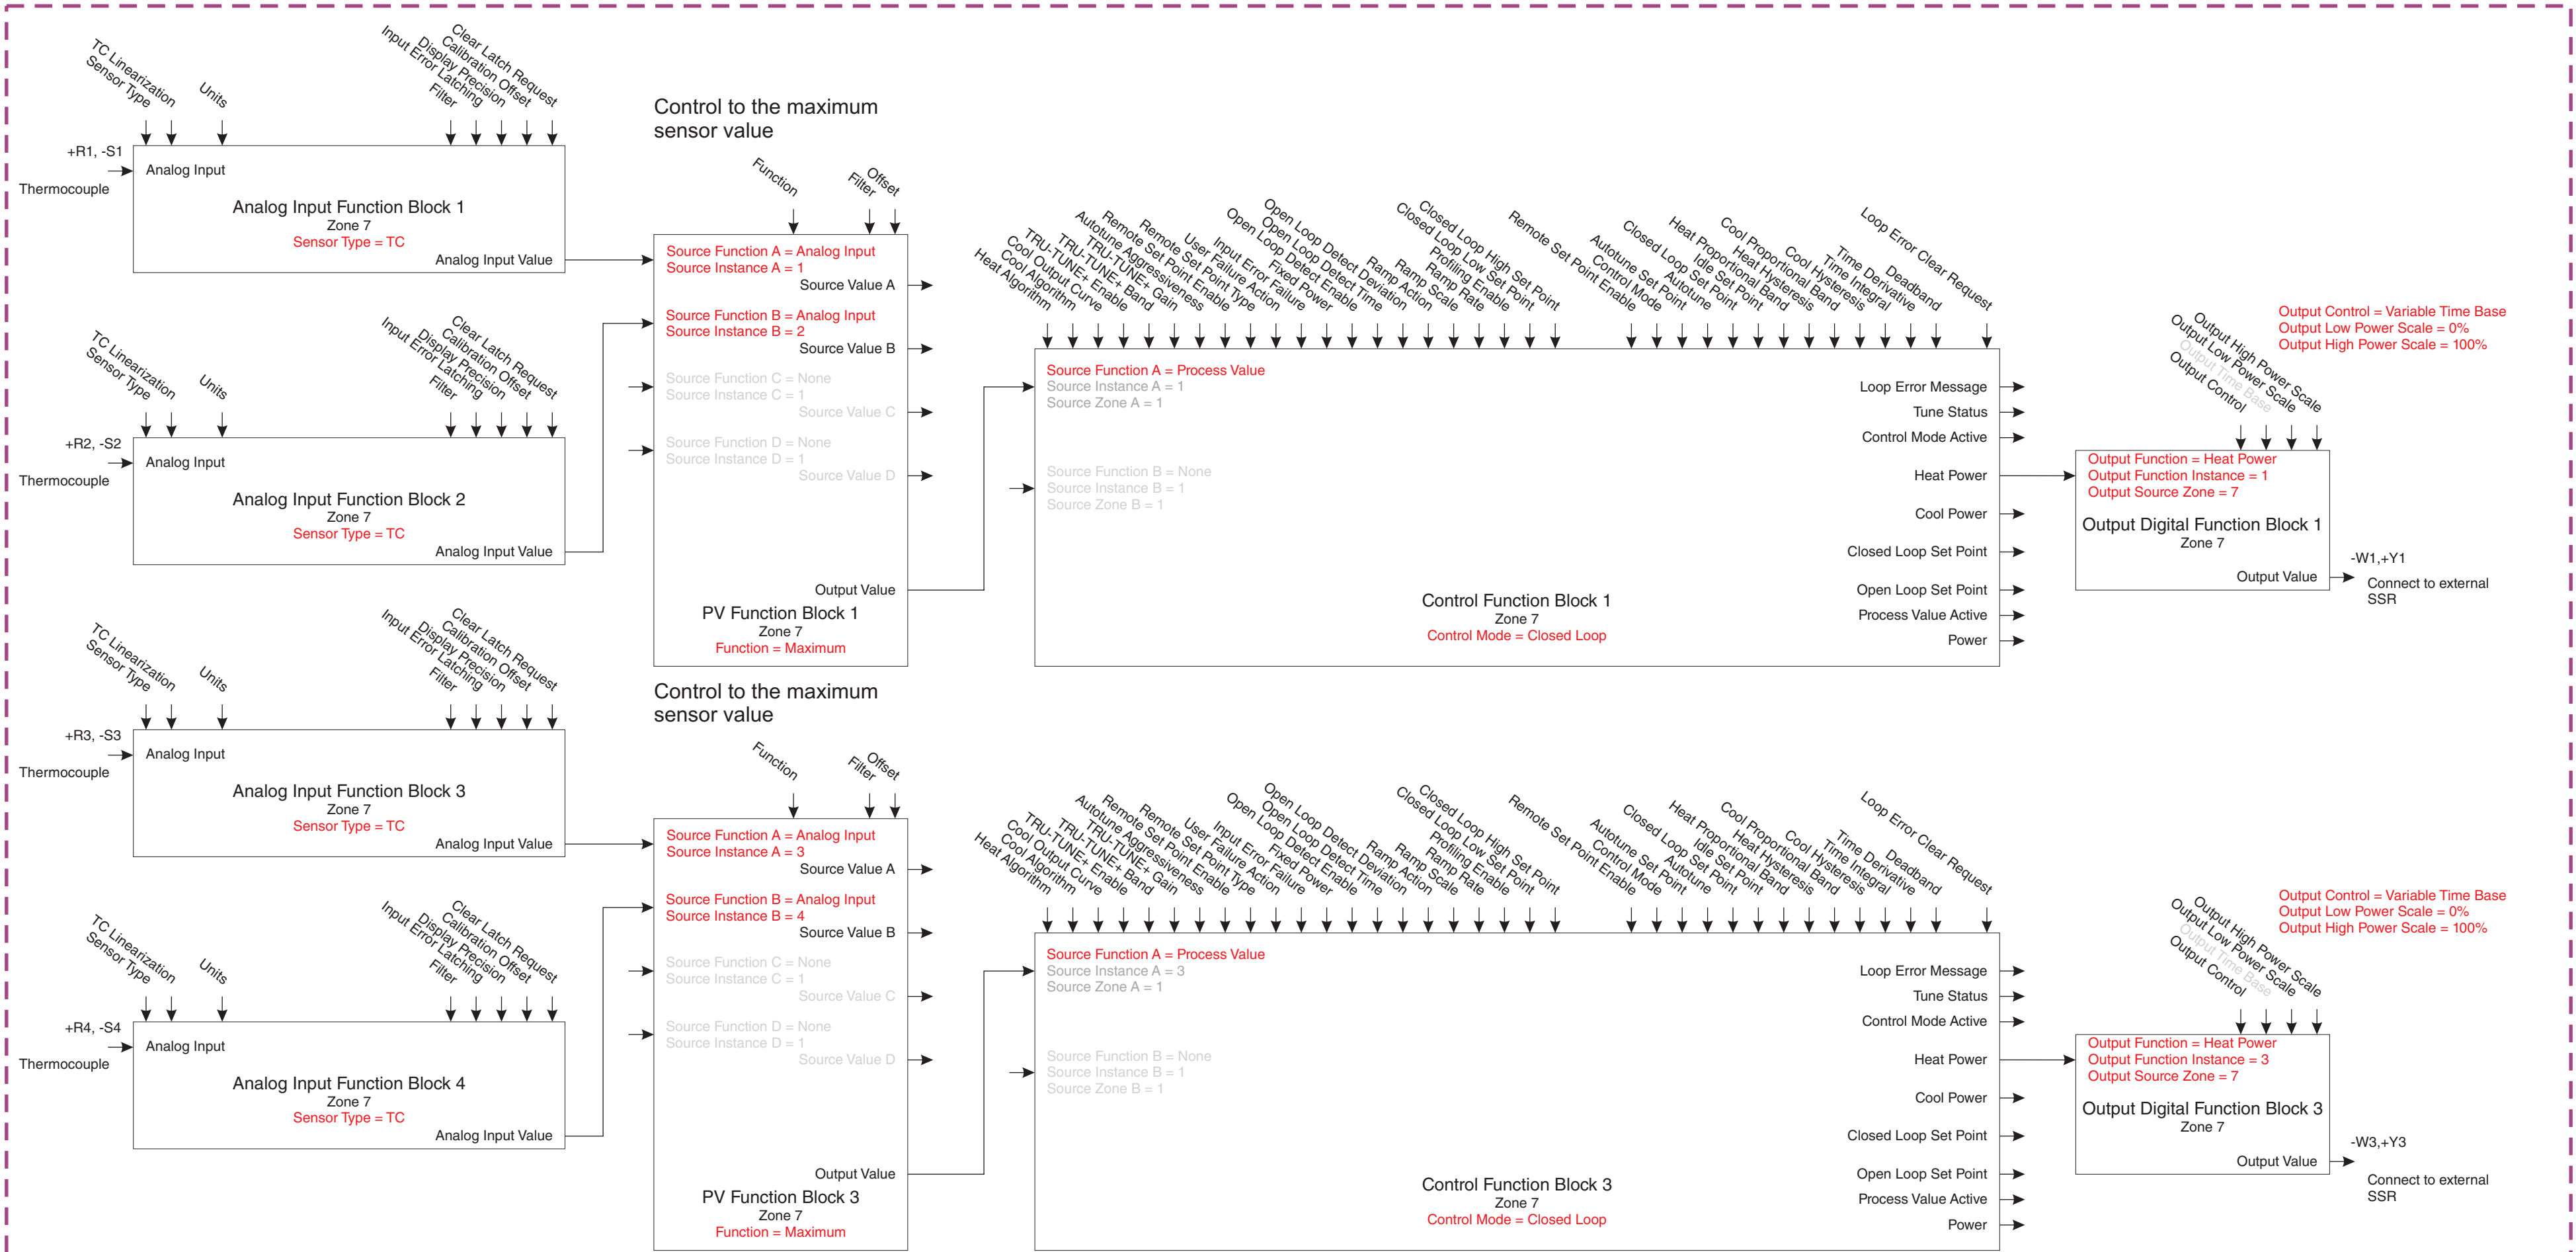 TC Linearization
Sensor Type
Units
Clear Latch Request
Calibration Offset
Display Precision
Input Error Latching
Filter
+R1, -S1
Thermocouple
Analog Input
Analog Input Function Block 1
Zone 7
Sensor Type = TC
Analog Input Value
TC Linearization
Sensor Type
Units
Clear Latch Request
Calibration Offset
Display Precision
Input Error Latching
Filter
+R2, -S2
Thermocouple
Analog Input
Analog Input Function Block 2
Zone 7
Sensor Type = TC
Analog Input Value
Control to the maximum
sensor value
Function
Filter
Offset
Source Function A = Analog Input
Source Instance A = 1
Source Value A
Source Function B = Analog Input
Source Instance B = 2
Source Value B
Source Function C = None
Source Instance C = 1
Source Value C
Source Function D = None
Source Instance D = 1
Source Value D
Output Value
PV Function Block 1
Zone 7
Function = Maximum
Heat Algorithm
Cool Algorithm
Cool Output Curve
TRU-TUNE+ Enable
TRU-TUNE+ Band
TRU-TUNE+ Gain
Autotune Aggressiveness
Remote Set Point Enable
Remote Set Point Type
User Failure Action
Input Error Failure
Fixed Power
Open Loop Detect Enable
Open Loop Detect Time
Open Loop Detect Deviation
Ramp Action
Ramp Scale
Ramp Rate
Profiling Enable
Closed Loop Low Set Point
Closed Loop High Set Point
Remote Set Point Enable
Control Mode
Autotune Set Point
Autotune
Closed Loop Set Point
Idle Set Point
Heat Proportional Band
Heat Hysteresis
Cool Proportional Band
Cool Hysteresis
Time Integral
Time Derivative
Deadband
Loop Error Clear Request
Source Function A = Process Value
Source Instance A = 1
Source Zone A = 1
Source Function B = None
Source Instance B = 1
Source Zone B = 1
Loop Error Message
Tune Status
Control Mode Active
Heat Power
Cool Power
Closed Loop Set Point
Open Loop Set Point
Process Value Active
Power
Control Function Block 1
Zone 7
Control Mode = Closed Loop
Output Control = Variable Time Base
Output Low Power Scale = 0%
Output High Power Scale = 100%
Output High Power Scale
Output Low Power Scale
Output Time Base
Output Control
Output Function = Heat Power
Output Function Instance = 1
Output Source Zone = 7
Output Digital Function Block 1
Zone 7
Output Value
-W1,+Y1
Connect to external
SSR
TC Linearization
Sensor Type
Units
Clear Latch Request
Calibration Offset
Display Precision
Input Error Latching
Filter
+R3, -S3
Thermocouple
Analog Input
Analog Input Function Block 3
Zone 7
Sensor Type = TC
Analog Input Value
TC Linearization
Sensor Type
Units
Clear Latch Request
Calibration Offset
Display Precision
Input Error Latching
Filter
+R4, -S4
Thermocouple
Analog Input
Analog Input Function Block 4
Zone 7
Sensor Type = TC
Analog Input Value
Control to the maximum
sensor value
Function
Filter
Offset
Source Function A = Analog Input
Source Instance A = 3
Source Value A
Source Function B = Analog Input
Source Instance B = 4
Source Value B
Source Function C = None
Source Instance C = 1
Source Value C
Source Function D = None
Source Instance D = 1
Source Value D
Output Value
PV Function Block 3
Zone 7
Function = Maximum
Heat Algorithm
Cool Algorithm
Cool Output Curve
TRU-TUNE+ Enable
TRU-TUNE+ Band
TRU-TUNE+ Gain
Autotune Aggressiveness
Remote Set Point Enable
Remote Set Point Type
User Failure Action
Input Error Failure
Fixed Power
Open Loop Detect Enable
Open Loop Detect Time
Open Loop Detect Deviation
Ramp Action
Ramp Scale
Ramp Rate
Profiling Enable
Closed Loop Low Set Point
Closed Loop High Set Point
Remote Set Point Enable
Control Mode
Autotune Set Point
Autotune
Closed Loop Set Point
Idle Set Point
Heat Proportional Band
Heat Hysteresis
Cool Proportional Band
Cool Hysteresis
Time Integral
Time Derivative
Deadband
Loop Error Clear Request
Source Function A = Process Value
Source Instance A = 3
Source Zone A = 1
Source Function B = None
Source Instance B = 1
Source Zone B = 1
Loop Error Message
Tune Status
Control Mode Active
Heat Power
Cool Power
Closed Loop Set Point
Open Loop Set Point
Process Value Active
Power
Control Function Block 3
Zone 7
Control Mode = Closed Loop
Output Control = Variable Time Base
Output Low Power Scale = 0%
Output High Power Scale = 100%
Output High Power Scale
Output Low Power Scale
Output Time Base
Output Control
Output Function = Heat Power
Output Function Instance = 3
Output Source Zone = 7
Output Digital Function Block 3
Zone 7
Output Value
-W3,+Y3
Connect to external
SSR